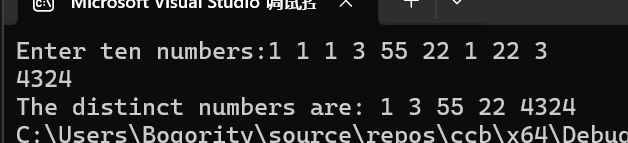 Microsoft Visual Studio 调试控
Enter ten numbers:1 1 1 3 55 22 1 22 3
4324
The distinct numbers are: 1 3 55 22 4324
C:\Users\Bogority\source\repos\ccb\x64\Debug